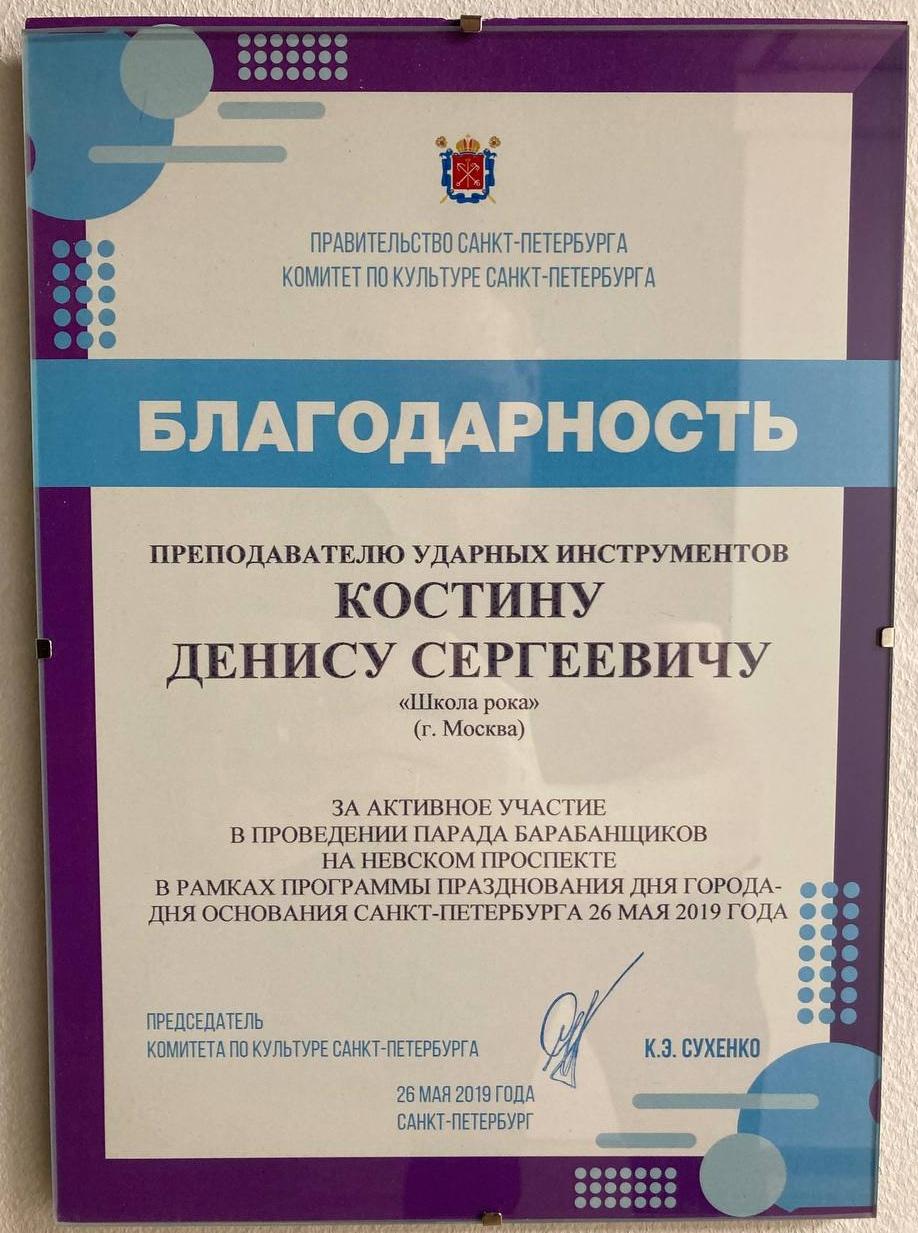 ПРАВИТЕЛЬСТВО САНКТ-ПЕТЕРБУРГА
КОМИТЕТ ПО КУЛЬТУРЕ САНКТ-ПЕТЕРБУРГА
БЛАГОДАРНОСТЬ
ПРЕПОДАВАТЕЛЮ УДАРНЫХ ИНСТРУМЕНТОВ
КОСТИНУ
ДЕНИСУ СЕРГЕЕВИЧУ
«Школа рока»
(г. Москва)
ЗА АКТИВНОЕ УЧАСТИЕ
В ПРОВЕДЕНИИ ПАРАДА БАРАБАНЩИКОВ
НА НЕВСКОМ ПРОСПЕКТЕ
В РАМКАХ ПРОГРАММЫ ПРАЗДНОВАНИЯ ДНЯ ГОРОДА-
ДНЯ ОСНОВАНИЯ САНКТ-ПЕТЕРБУРГА 26 МАЯ 2019 ГОДА
ПРЕДСЕДАТЕЛЬ
КОМИТЕТА ПО КУЛЬТУРЕ САНКТ-ПЕТЕРБУРГА
К.Э. СУХЕНКО
26 МАЯ 2019 ГОДА
САНКТ-ПЕТЕРБУРГ